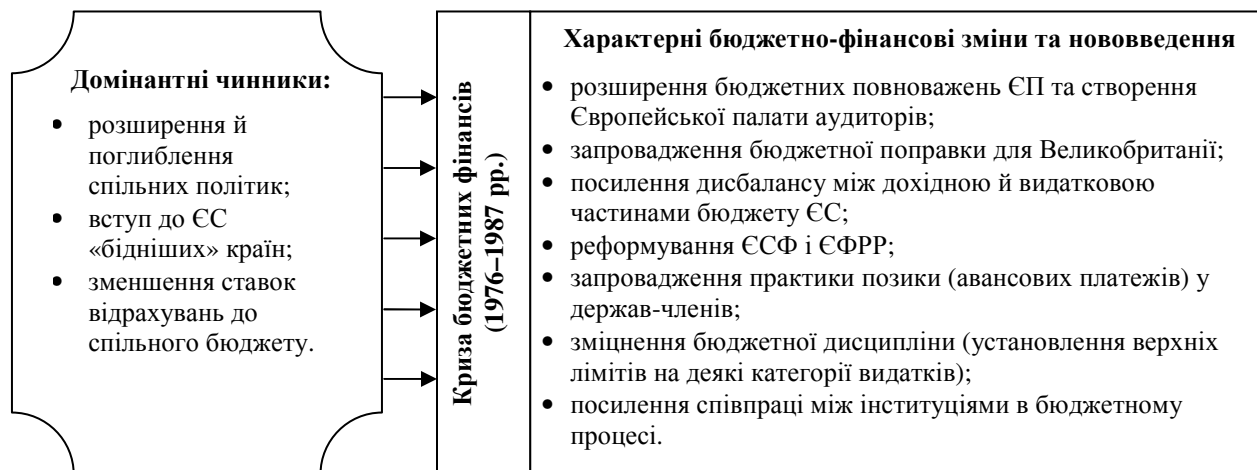 Домінантні чинники:
• розширення й
поглиблення
спільних політик;
• вступ до ЄС
«бідніших» країн;
• зменшення ставок
відрахувань до
спільного бюджету.
Криза бюджетних фінансів
(1976–1987 рр.)
Характерні бюджетно-фінансові зміни та нововведення
• розширення бюджетних повноважень ЄП та створення
Європейської палати аудиторів;
• запровадження бюджетної поправки для Великобританії;
• посилення дисбалансу між дохідною й видатковою
частинами бюджету ЄС;
• реформування ЄСФ і ЄФРР;
• запровадження практики позики (авансових платежів) у
держав-членів;
• зміцнення бюджетної дисципліни (установлення верхніх
лімітів на деякі категорії видатків);
• посилення співпраці між інституціями в бюджетному
процесі.